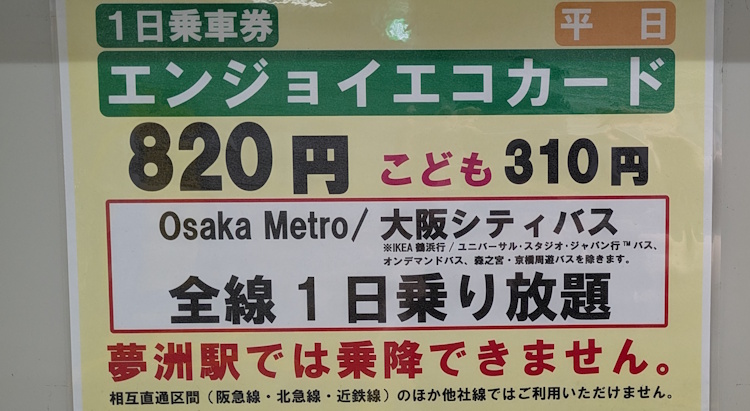 1日乗車券 平日
エンジョイエコカード
820円 こども 310円
Osaka Metro/ 大阪シティバス
※IKEA鶴浜行/ユニバーサル・スタジオ・ジャパン行™バス、
オンデマンドバス、森之宮・京橋周遊バスを除きます。
全線1日乗り放題
夢洲駅では乗降できません。
相互直通区間(阪急線・北急線・近鉄線)のほか他社線ではご利用いただけません。